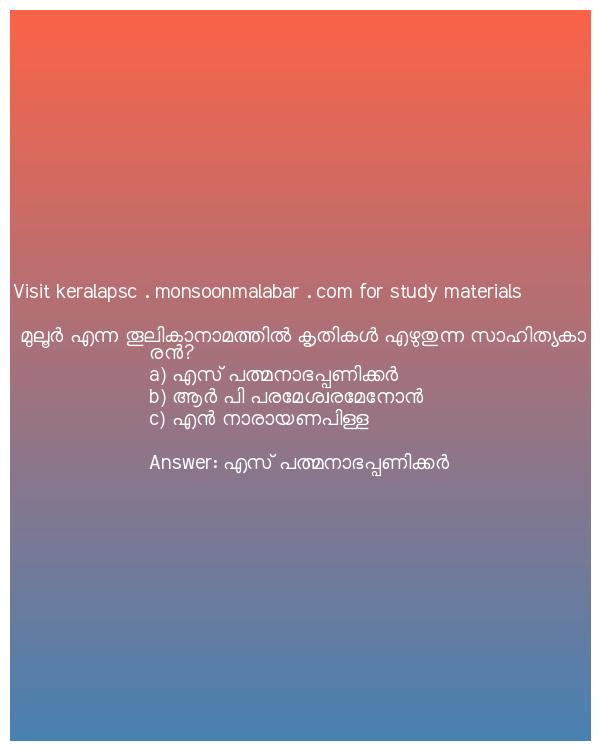 Visit keralapsc . monsoonmalabar . com for study materials
മുലൂർ എന്ന തൂലികാനാമത്തിൽ കൃതികൾ എഴുതുന്ന സാഹിത്യകാ
രൻ?
a) എസ് പത്മനാഭപ്പണിക്കർ
b) ആർ പി പരമേശ്വരമേനോൻ
c) എൻ നാരായണപിള്ള
Answer: എസ് പത്മനാഭപ്പണിക്കർ